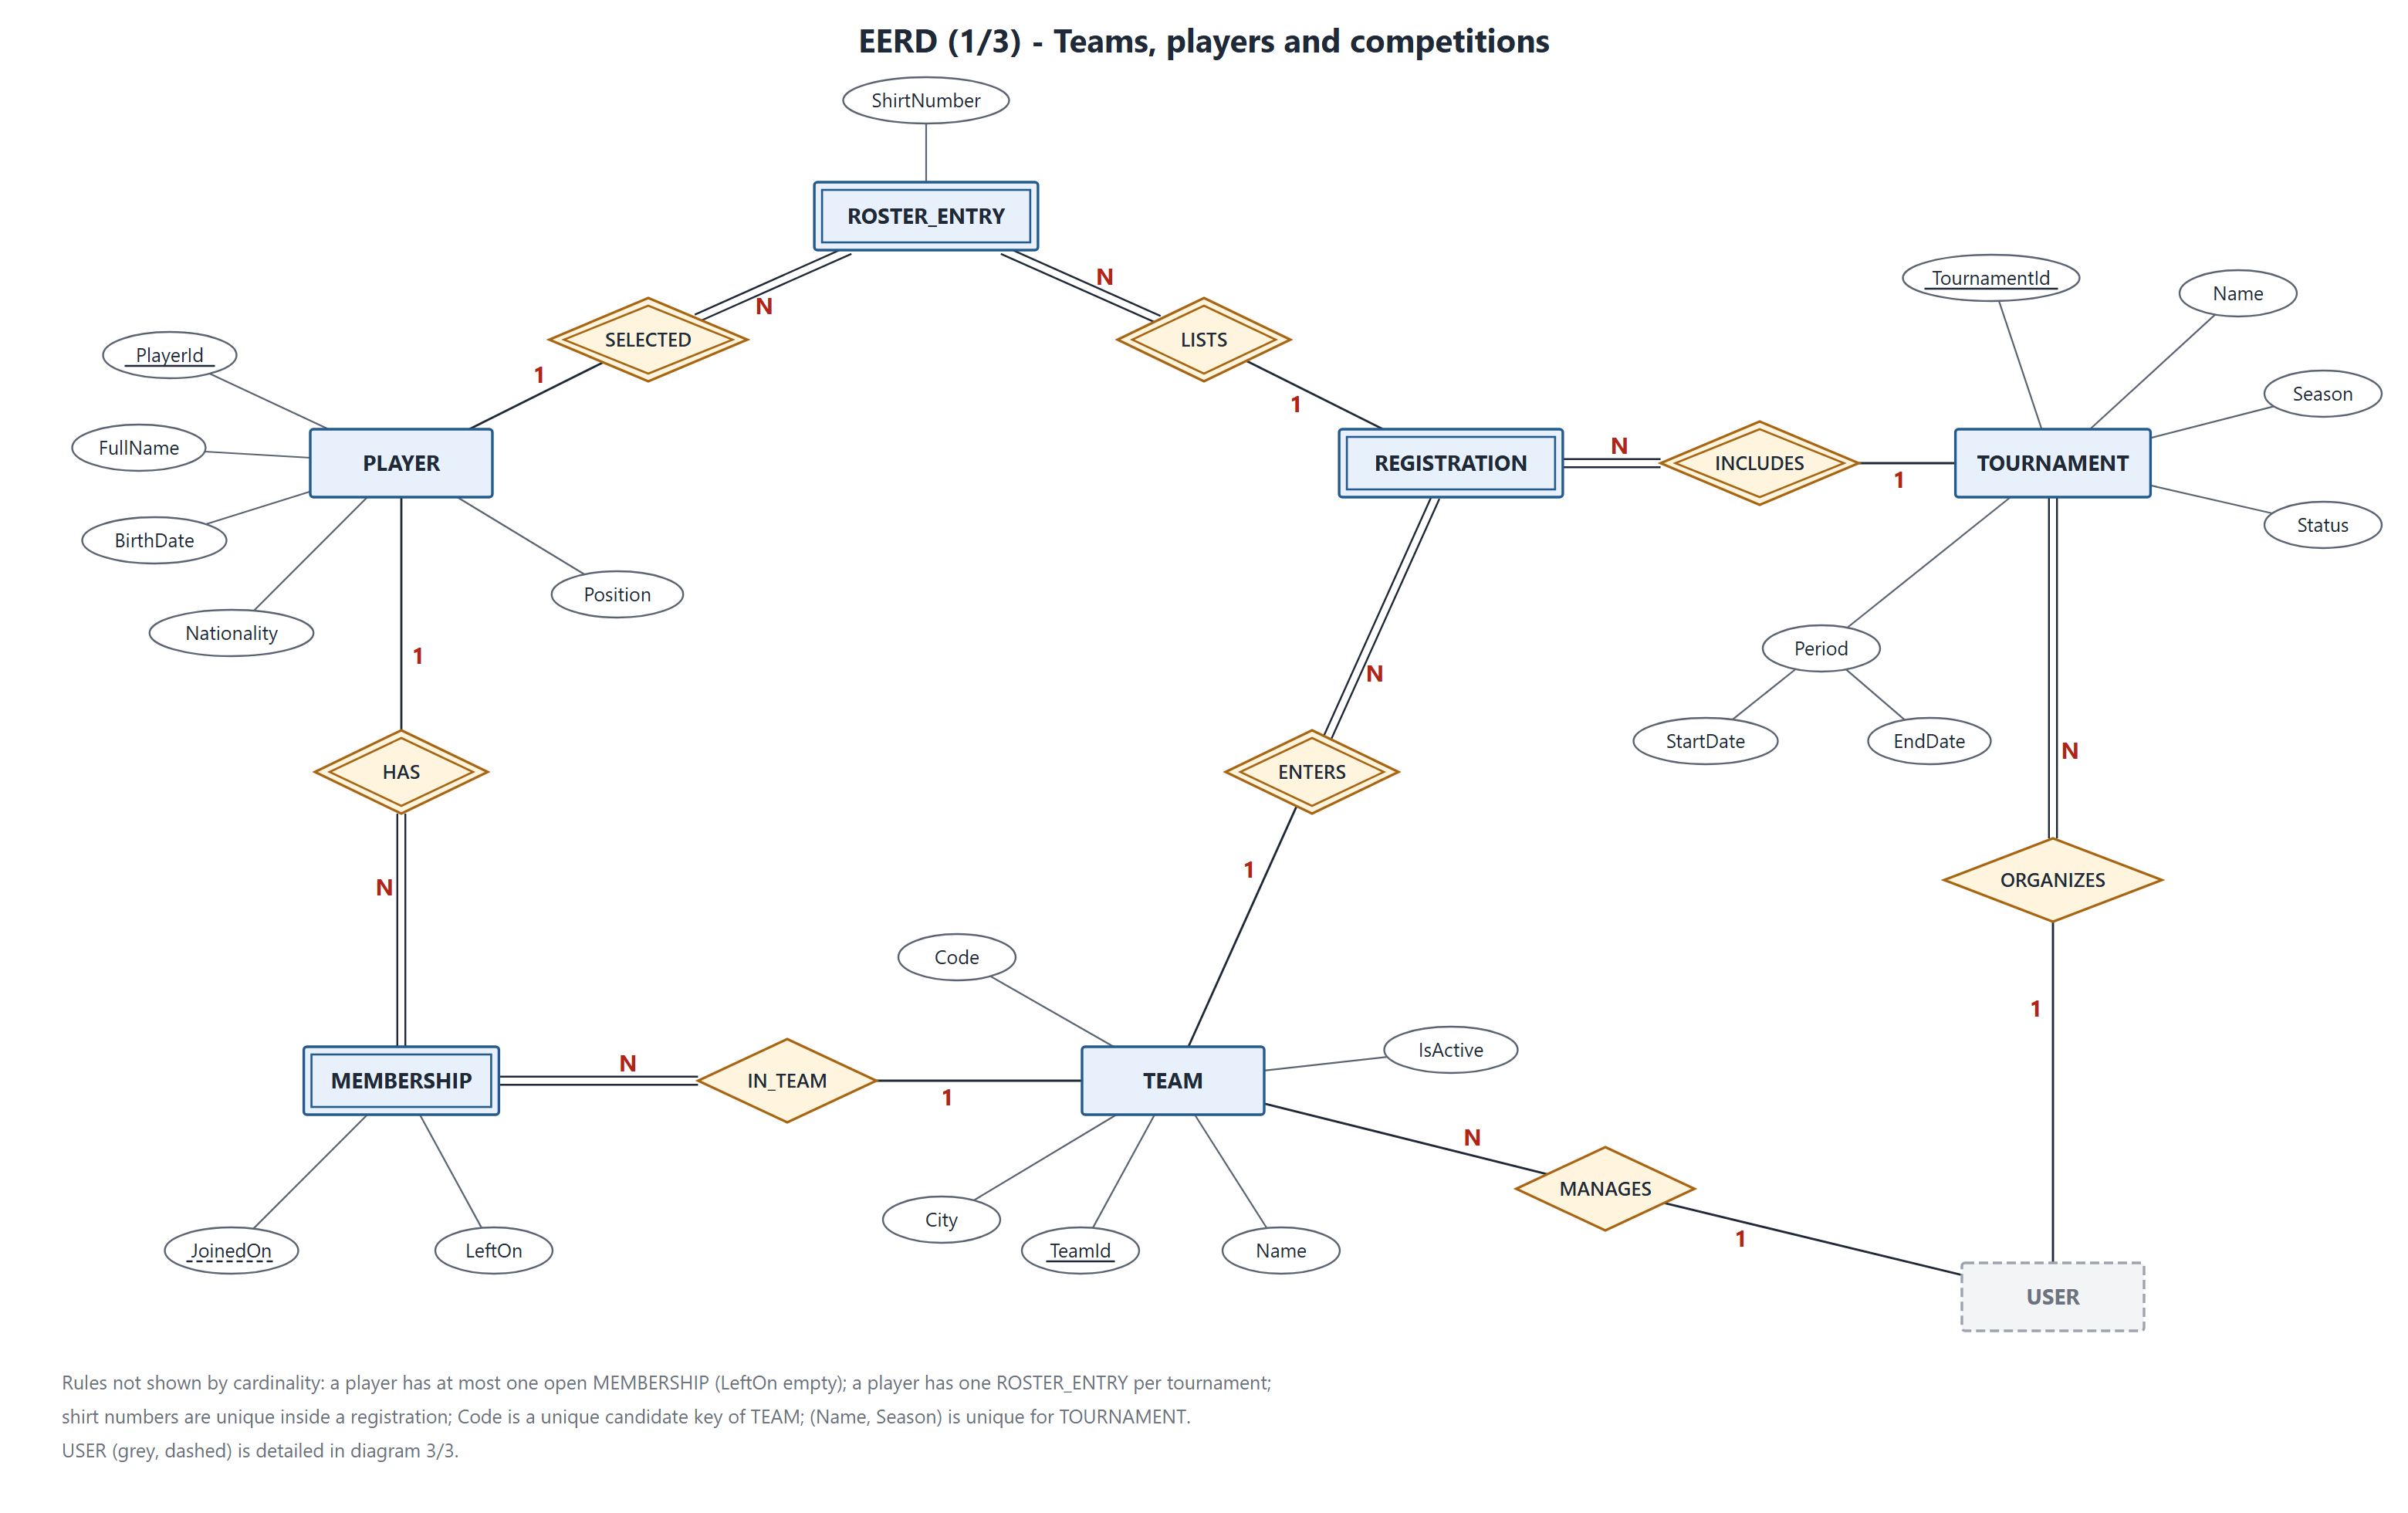 EERD (1/3) - Teams, players and competitions
ShirtNumber
ROSTER_ENTRY
N
N
SELECTED
LISTS
1
1
PlayerId
FullName
PLAYER
BirthDate
Nationality
Position
REGISTRATION
N
INCLUDES
1
TOURNAMENT
TournamentId
Name
Season
Status
Period
StartDate
EndDate
1
HAS
N
N
ENTERS
1
N
ORGANIZES
1
MEMBERSHIP
N
IN_TEAM
1
TEAM
Code
IsActive
City
TeamId
Name
JoinedOn
LeftOn
N
MANAGES
1
USER
Rules not shown by cardinality: a player has at most one open MEMBERSHIP (LeftOn empty); a player has one ROSTER_ENTRY per tournament;
shirt numbers are unique inside a registration; Code is a unique candidate key of TEAM; (Name, Season) is unique for TOURNAMENT.
USER (grey, dashed) is detailed in diagram 3/3.